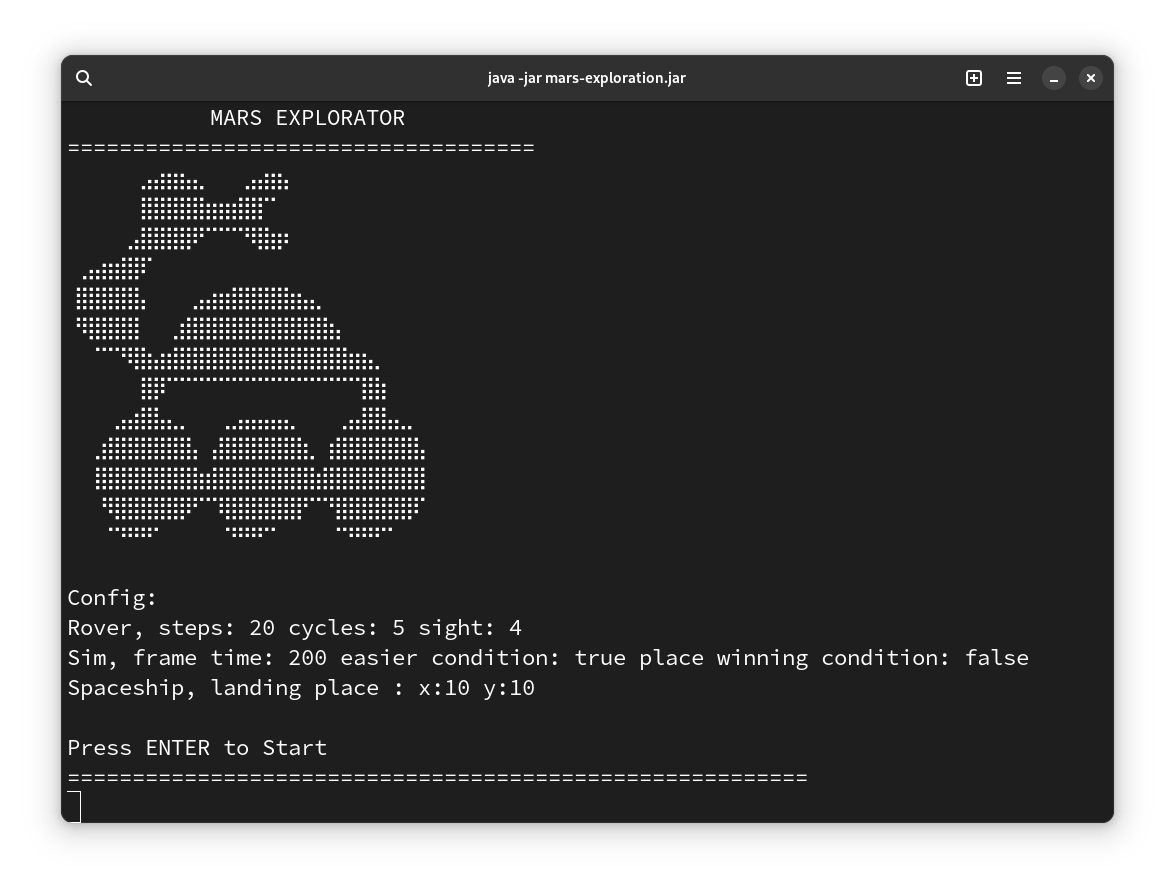 java -jar mars-exploration.jar
MARS EXPLORATOR
====================================
Config:
Rover, steps: 20 cycles: 5 sight: 4
Sim, frame time: 200 easier condition: true place winning condition: false
Spaceship, landing place : x:10 y:10
Press ENTER to Start
=========================================================